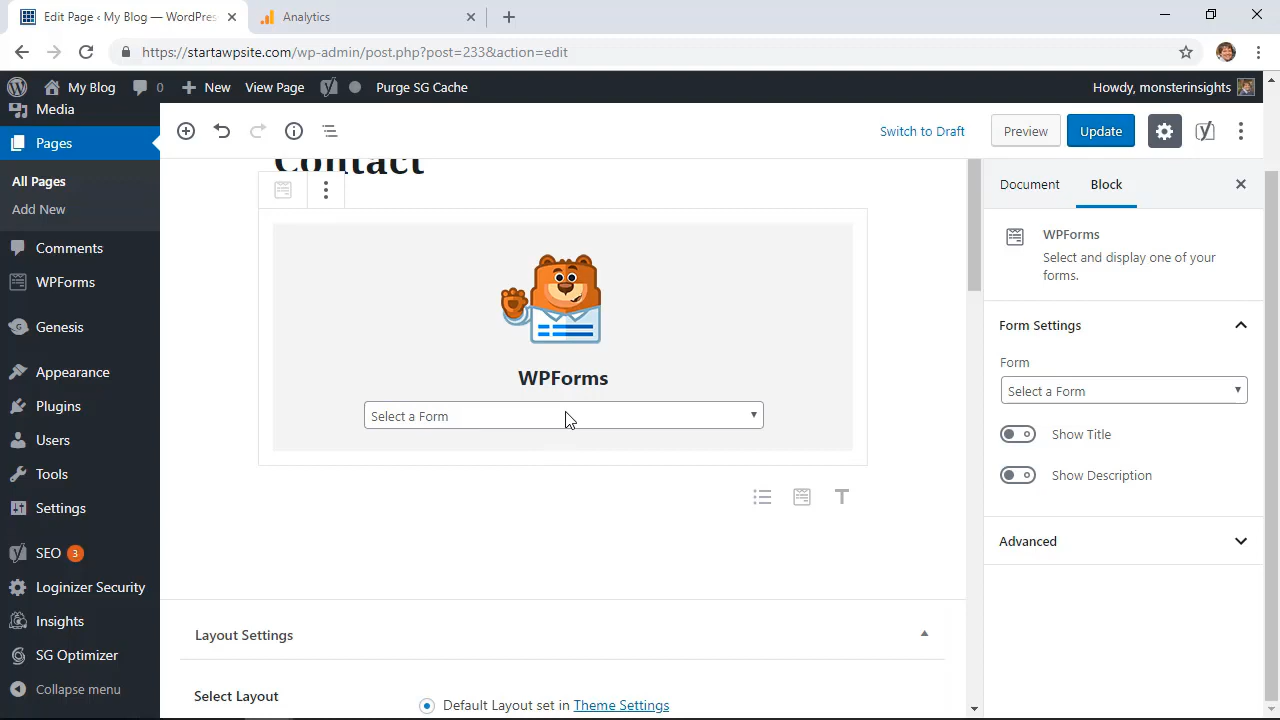 Edit Page ‹ My Blog — WordPres
Analytics
https://startawpsite.com/wp-admin/post.php?post=233&action=edit
My Blog
0
New
View Page
Purge SG Cache
Howdy, monsterinsights
Media
Pages
All Pages
Add New
Comments
WPForms
Genesis
Appearance
Plugins
Users
Tools
Settings
SEO 3
Loginizer Security
Insights
SG Optimizer
Collapse menu
Switch to Draft
Preview
Update
Contact
WPForms
Select a Form
Layout Settings
Select Layout
Default Layout set in Theme Settings
Document
Block
WPForms
Select and display one of your
forms.
Form Settings
Form
Select a Form
Show Title
Show Description
Advanced